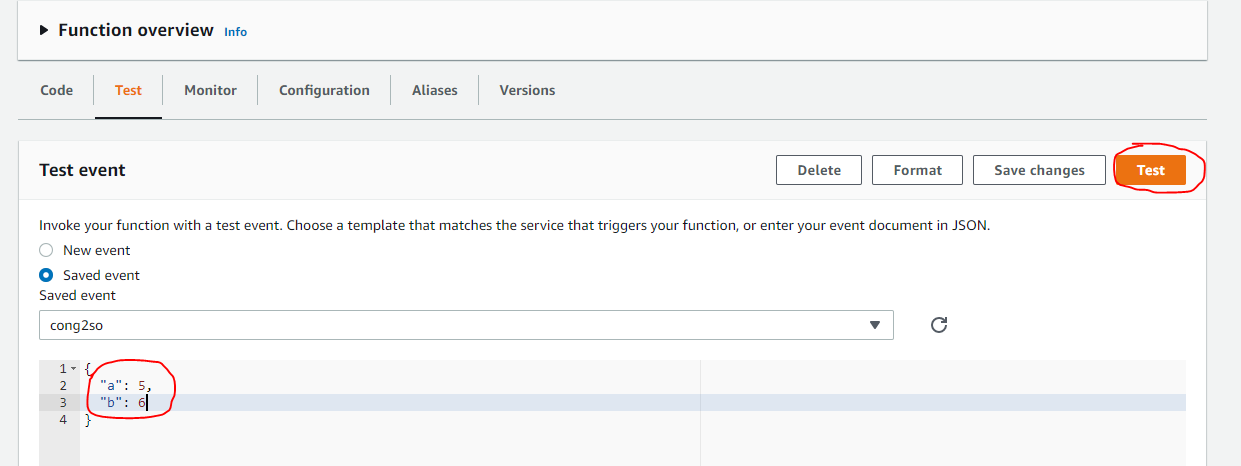 Function overview Info
Code Test Monitor Configuration Aliases Versions
Test event Delete Format Save changes Test
Invoke your function with a test event. Choose a template that matches the service that triggers your function, or enter your event document in JSON.
New event
Saved event
Saved event
cong2so
1 {
2 "a": 5,
3 "b": 6
4 }